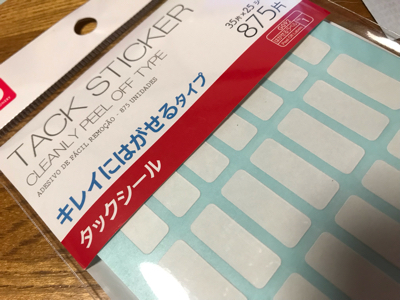 35片×25シート
875片
TACK STICKER
CLEANLY PEEL OFF TYPE
ADESIVO DE FÁCIL REMOÇÃO・875 UNIDADES
キレイにはがせるタイプ
タックシール